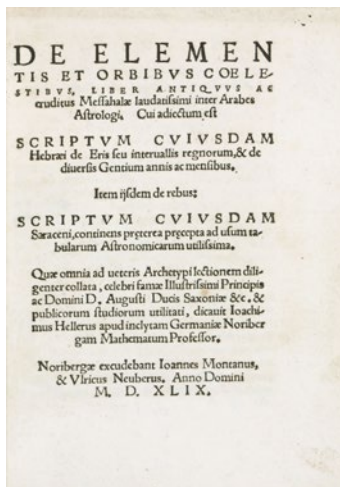 DE ELEMEN
TIS ET ORBIBVS COELE-
STIBVS, LIBER ANTIQVVS AC
eruditus Messahalæ laudatissimi inter Arabes
Astrologi. Cui adiectum est
SCRIPTVM CVIVSDAM
Hebræi de Eris seu interuallis regnorum, & de
diuersis Gentium annis ac mensibus.
Item ijsdem de rebus:
SCRIPTVM CVIVSDAM
Saraceni, continens præterea præcepta ad usum ta-
bularum Astronomicarum utilissima.
Quæ omnia ad ueteris Archetypi lectionem dili-
genter collata, celebri famæ Illustrissimi Principis
ac Domini D. Augusti Ducis Saxoniæ &c. &
publicorum studiorum utilitati, dicauit Ioachi-
mus Hellerus apud inclytam Germaniæ Noriber
gam Mathematum Professor.
Noribergæ excudebant Ioannes Montanus,
& Vlricus Neuberus. Anno Domini
M. D. XLIX.